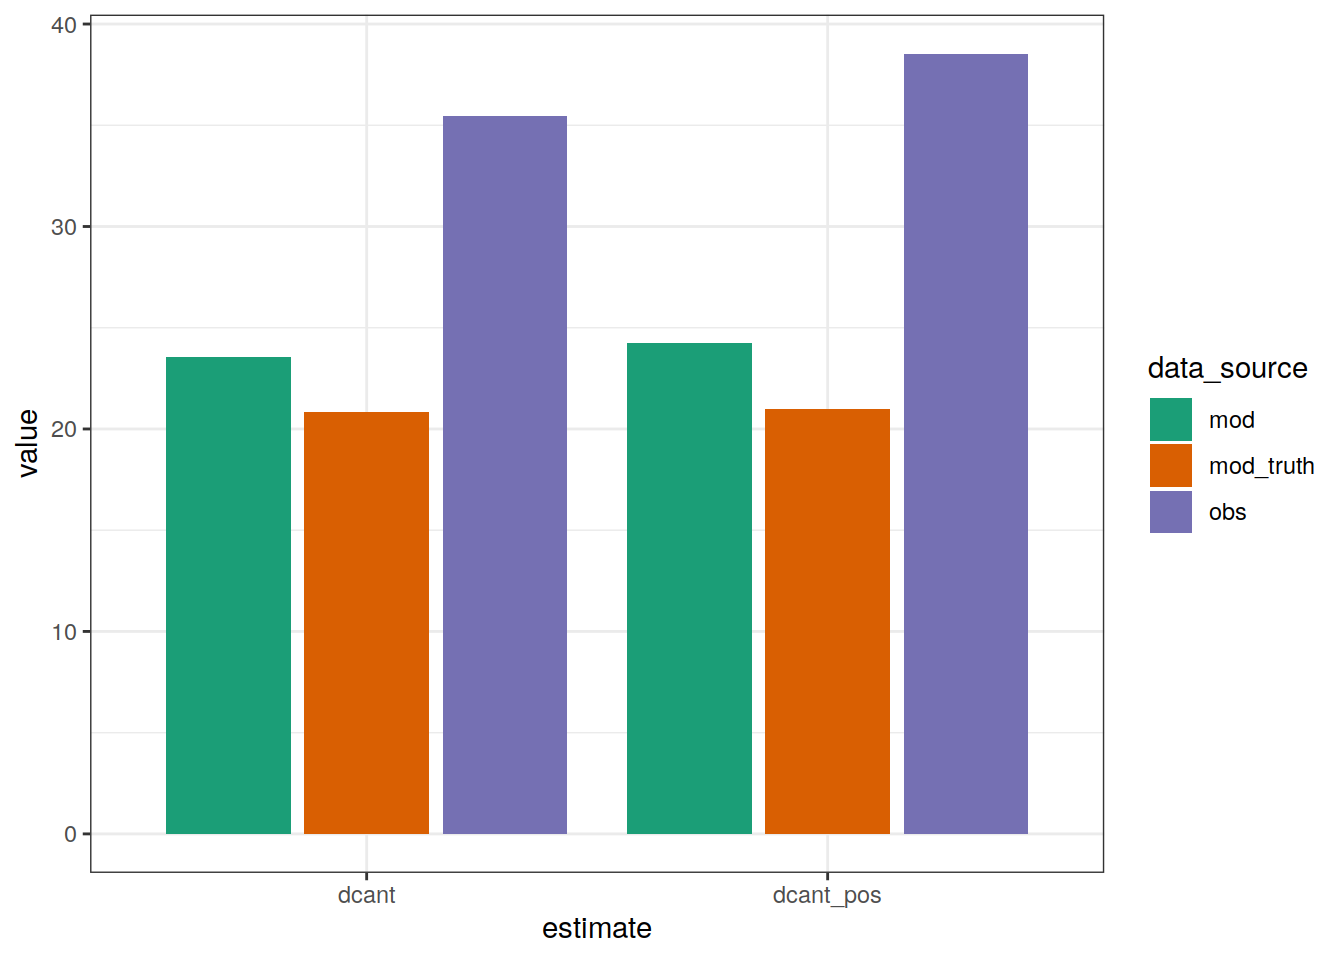 40
30
20
10
0
value
dcant
dcant_pos
estimate
data_source
mod
mod_truth
obs